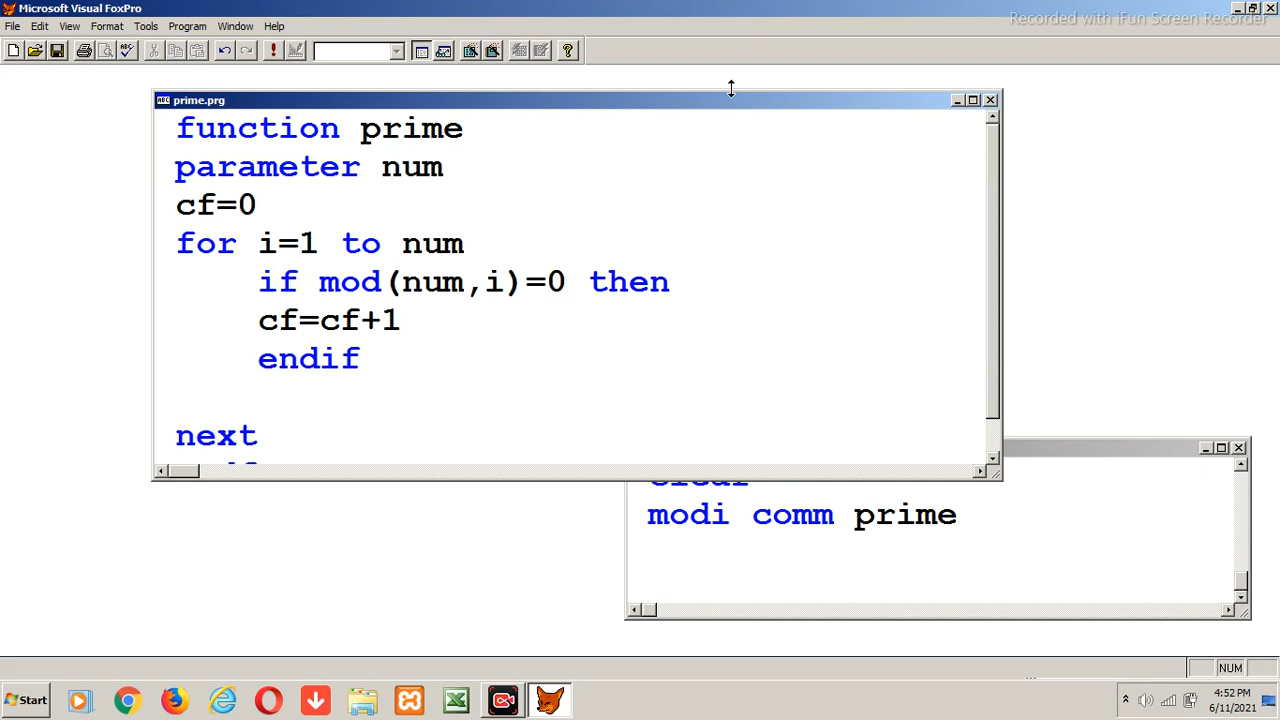 Microsoft Visual FoxPro
File Edit View Format Tools Program Window Help
Recorded with iFun Screen Recorder
prime.prg
function prime
parameter num
cf=0
for i=1 to num
if mod(num,i)=0 then
cf=cf+1
endif
next
clear
modi comm prime
NUM
Start
4:52 PM
6/11/2021